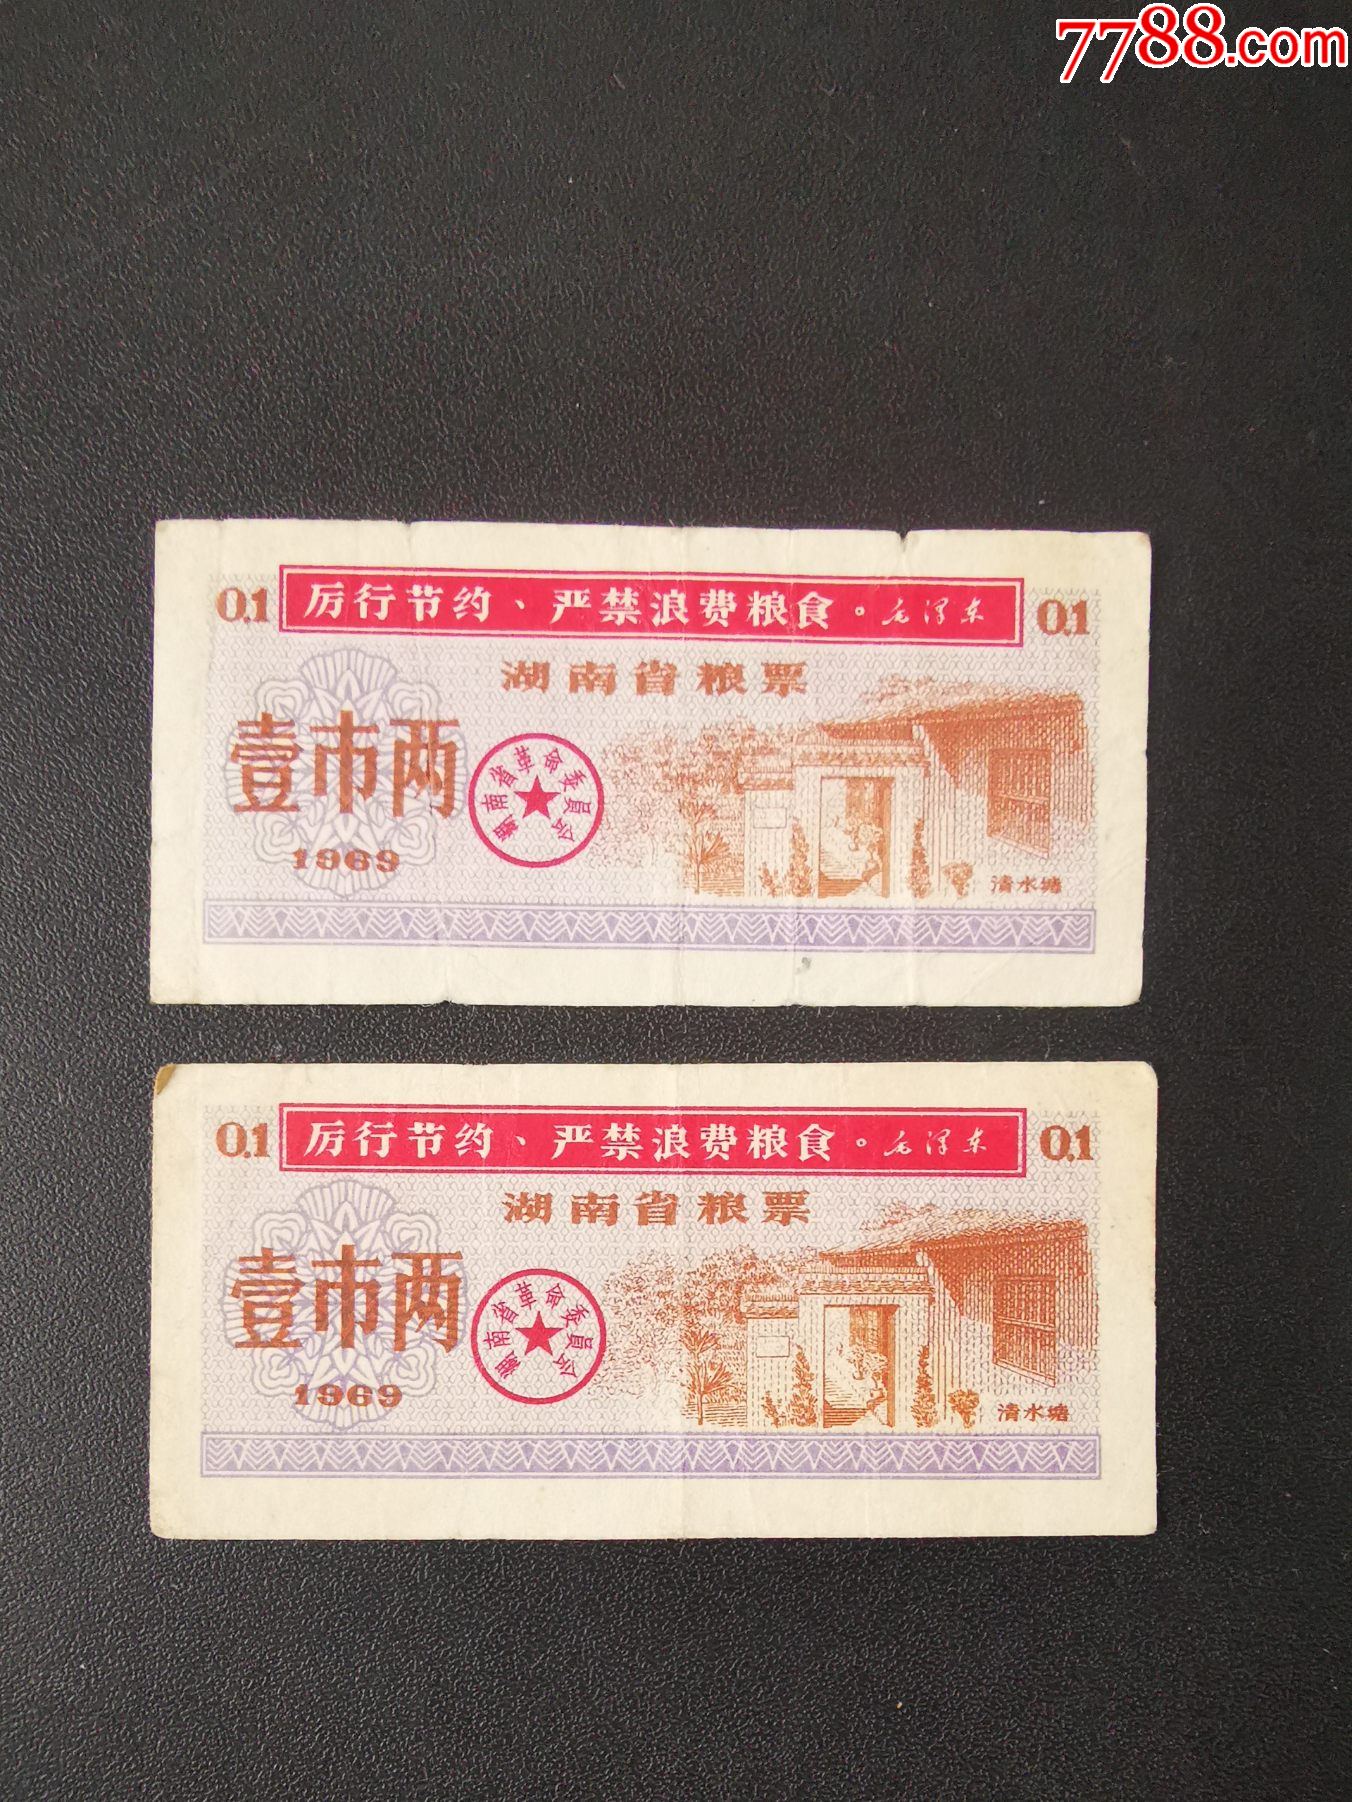 7788.com
0.1 厉行节约、严禁浪费粮食。毛泽东 0.1
湖南省粮票
壹市两
湖南省革命委员会
1969
清水塘
0.1 厉行节约、严禁浪费粮食。毛泽东 0.1
湖南省粮票
壹市两
湖南省革命委员会
1969
清水塘